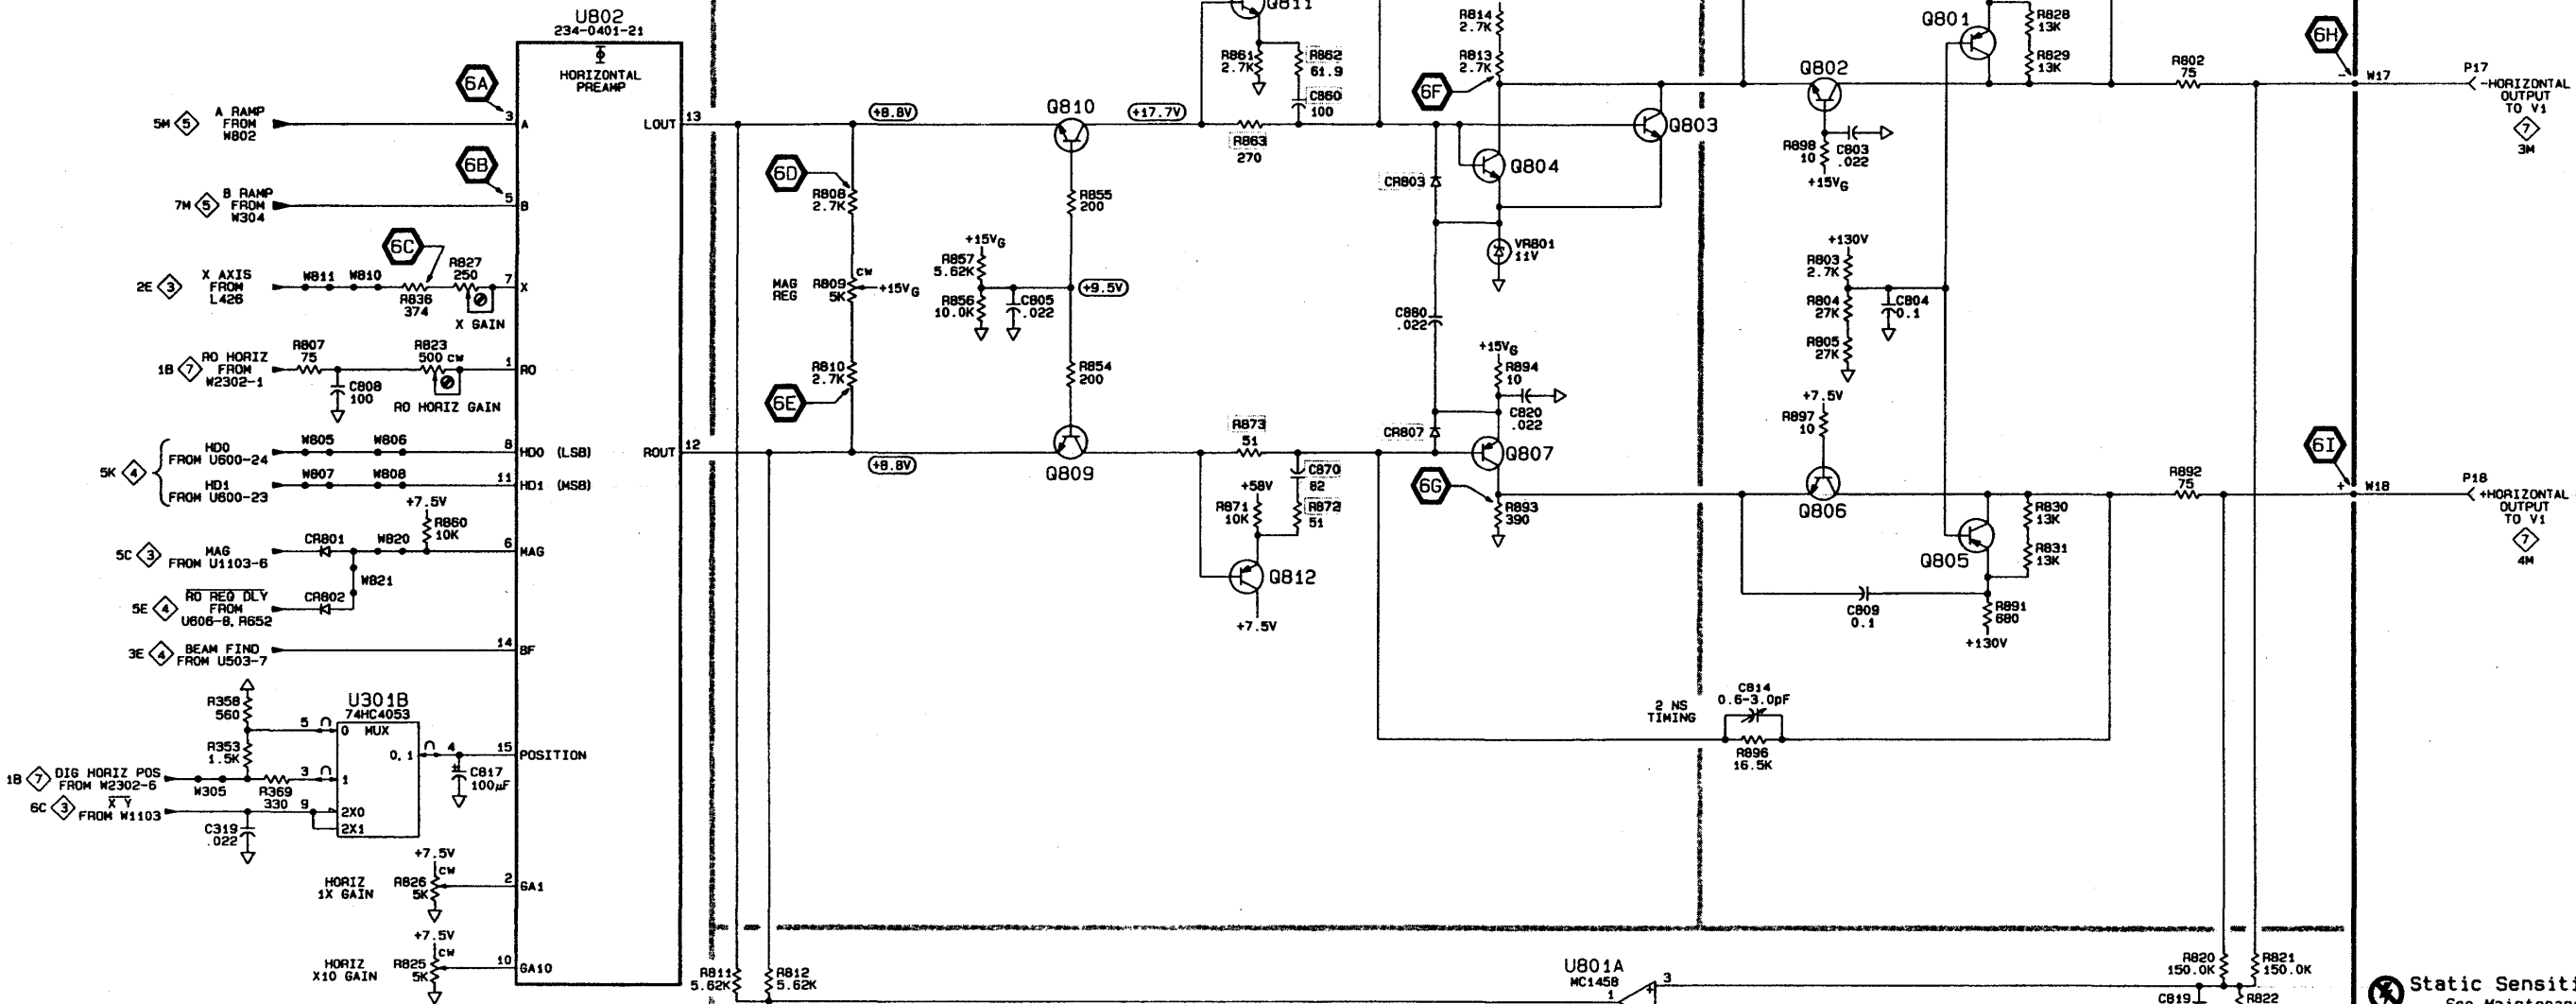 U802
234-0401-21
HORIZONTAL
PREAMP
6A
A RAMP
FROM
W802
5M 5
3
A
6B
B RAMP
FROM
W304
7M 5
5
B
6C
X AXIS
FROM
L426
2E 3
W811
W810
R836
374
R827
250
X GAIN
7
X
RO HORIZ
FROM
W2302-1
1B 7
R807
75
C808
100
R823
500 CW
RO HORIZ GAIN
1
RO
5K 4
HD0
FROM U600-24
W805
W806
8
HD0 (LSB)
HD1
FROM U600-23
W807
W808
11
HD1 (MSB)
+7.5V
R860
10K
MAG
FROM U1103-6
5C 3
CR801
W820
6
MAG
W821
RO REQ DLY
FROM
U606-8, R652
5E 4
CR802
BEAM FIND
FROM U503-7
3E 4
14
BF
R358
560
R353
1.5K
U301B
74HC4053
MUX
5
0
0, 1
4
15
POSITION
3
1
C817
100µF
DIG HORIZ POS
FROM W2302-6
1B 7
W305
R369
330
X Y
FROM W1103
6C 3
9
2X0
2X1
C319
.022
+7.5V
CW
HORIZ
1X GAIN
R826
5K
2
GA1
+7.5V
CW
HORIZ
X10 GAIN
R825
5K
10
GA10
LOUT
13
ROUT
12
6D
R808
2.7K
MAG
REG
R809
5K
CW
+15VG
R810
2.7K
6E
+8.8V
+8.8V
Q810
R855
200
+15VG
R857
5.62K
R856
10.0K
C805
.022
+9.5V
R854
200
Q809
+17.7V
Q811
R861
2.7K
R862
61.9
C860
100
R863
270
R873
51
C870
82
R872
51
+58V
R871
10K
Q812
+7.5V
R814
2.7K
R813
2.7K
6F
Q803
Q804
CR803
VR801
11V
C880
.022
+15VG
R894
10
C820
.022
CR807
Q807
6G
R893
390
Q801
R828
13K
R829
13K
Q802
R898
10
C803
.022
+15VG
+130V
R803
2.7K
R804
27K
C804
0.1
R805
27K
+7.5V
R897
10
Q806
Q805
R830
13K
R831
13K
C809
0.1
R891
680
+130V
2 NS
TIMING
C814
0.6-3.0pF
R896
16.5K
R802
75
6H
-
W17
P17
-HORIZONTAL
OUTPUT
TO V1
7
3M
R892
75
6I
+
W18
P18
+HORIZONTAL
OUTPUT
TO V1
7
4M
R811
5.62K
R812
5.62K
U801A
MC1458
1
3
+
R820
150.0K
R821
150.0K
C819
R822
Static Sensiti